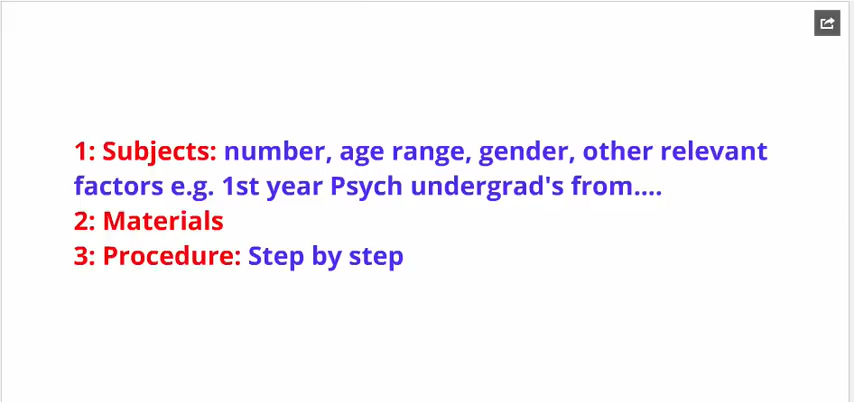 1: Subjects: number, age range, gender, other relevant
factors e.g. 1st year Psych undergrad's from....
2: Materials
3: Procedure: Step by step